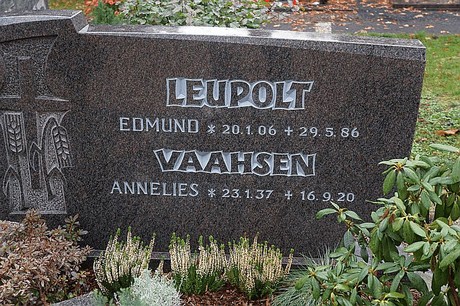 LEUPOLT
EDMUND * 20.1.06 + 29.5.86
VAAHSEN
ANNELIES * 23.1.37 + 16.9.20